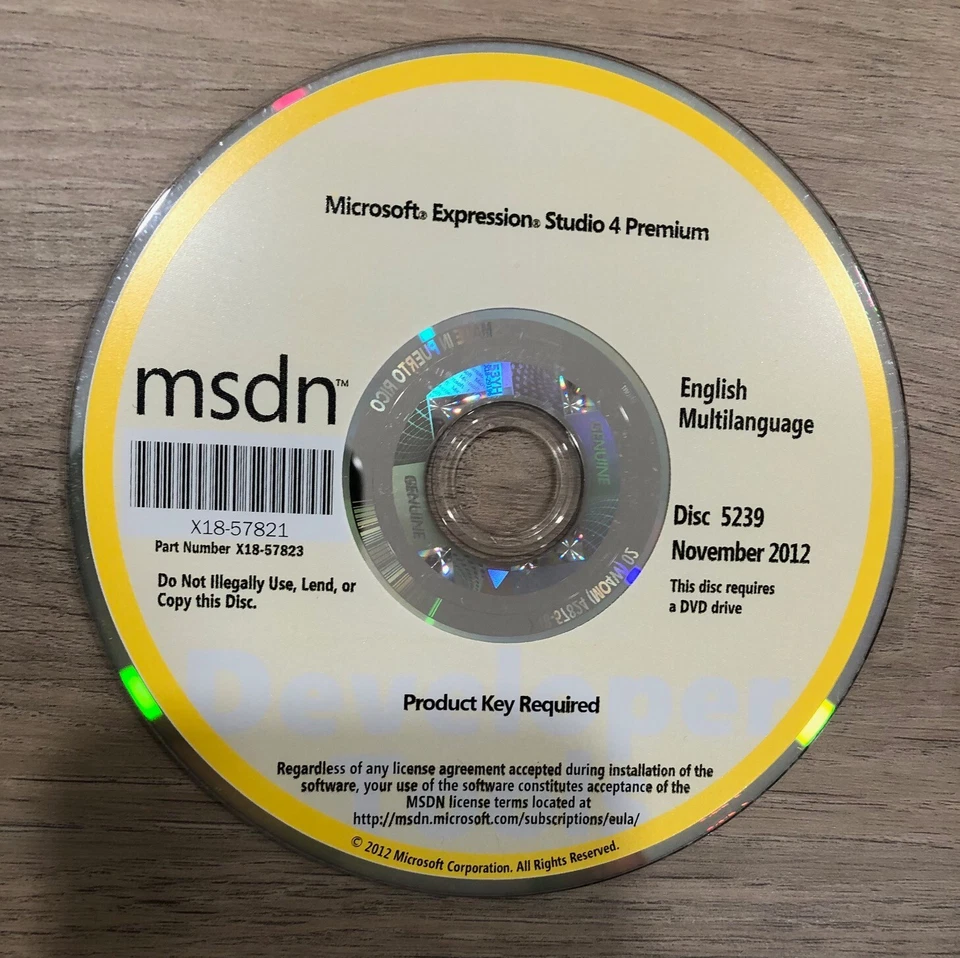 Microsoft® Expression® Studio 4 Premium
msdn™
English
Multilanguage
X18-57821
Part Number X18-57823
Do Not Illegally Use, Lend, or
Copy this Disc.
Disc 5239
November 2012
This disc requires
a DVD drive
MADE IN PUERTO RICO
GENUINE
GENUINE
Developer
Product Key Required
Regardless of any license agreement accepted during installation of the
software, your use of the software constitutes acceptance of the
MSDN license terms located at
http://msdn.microsoft.com/subscriptions/eula/
© 2012 Microsoft Corporation. All Rights Reserved.